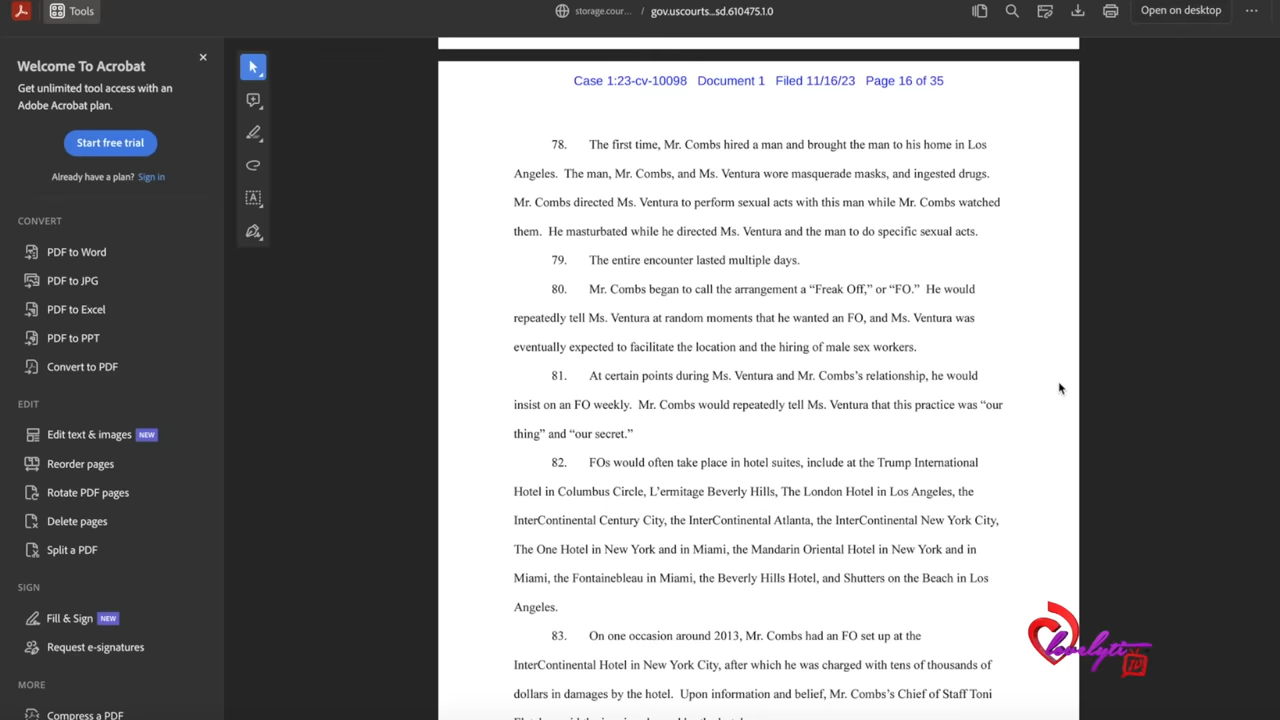 Tools
storage.cour... / gov.uscourts...sd.610475.1.0
Open on desktop
Welcome To Acrobat
Get unlimited tool access with an
Adobe Acrobat plan.
Start free trial
Already have a plan? Sign in
CONVERT
PDF to Word
PDF to JPG
PDF to Excel
PDF to PPT
Convert to PDF
EDIT
Edit text & images NEW
Reorder pages
Rotate PDF pages
Delete pages
Split a PDF
SIGN
Fill & Sign NEW
Request e-signatures
MORE
Compress a PDF
Case 1:23-cv-10098 Document 1 Filed 11/16/23 Page 16 of 35
78. The first time, Mr. Combs hired a man and brought the man to his home in Los
Angeles. The man, Mr. Combs, and Ms. Ventura wore masquerade masks, and ingested drugs.
Mr. Combs directed Ms. Ventura to perform sexual acts with this man while Mr. Combs watched
them. He masturbated while he directed Ms. Ventura and the man to do specific sexual acts.
79. The entire encounter lasted multiple days.
80. Mr. Combs began to call the arrangement a “Freak Off,” or “FO.” He would
repeatedly tell Ms. Ventura at random moments that he wanted an FO, and Ms. Ventura was
eventually expected to facilitate the location and the hiring of male sex workers.
81. At certain points during Ms. Ventura and Mr. Combs’s relationship, he would
insist on an FO weekly. Mr. Combs would repeatedly tell Ms. Ventura that this practice was “our
thing” and “our secret.”
82. FOs would often take place in hotel suites, include at the Trump International
Hotel in Columbus Circle, L’ermitage Beverly Hills, The London Hotel in Los Angeles, the
InterContinental Century City, the InterContinental Atlanta, the InterContinental New York City,
The One Hotel in New York and in Miami, the Mandarin Oriental Hotel in New York and in
Miami, the Fontainebleau in Miami, the Beverly Hills Hotel, and Shutters on the Beach in Los
Angeles.
83. On one occasion around 2013, Mr. Combs had an FO set up at the
InterContinental Hotel in New York City, after which he was charged with tens of thousands of
dollars in damages by the hotel. Upon information and belief, Mr. Combs’s Chief of Staff Toni
lovelyti
TV